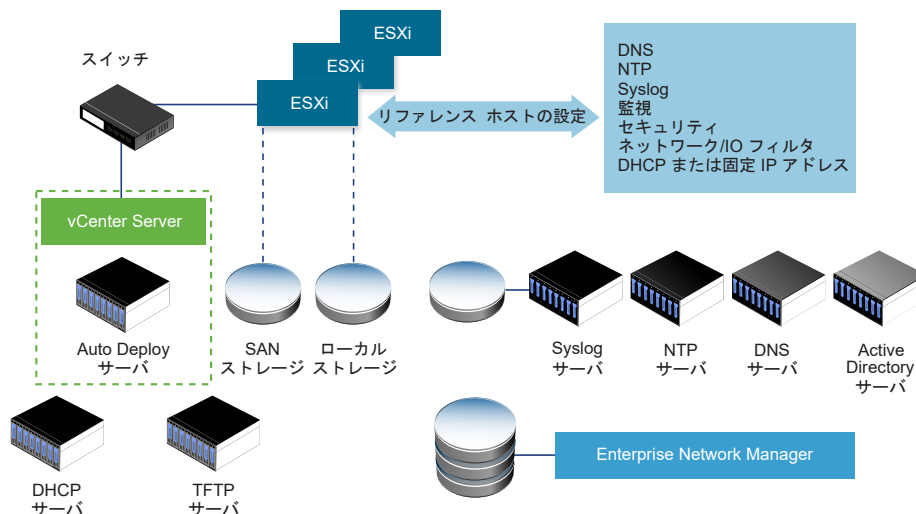 ESXi
ESXi
ESXi
スイッチ
リファレンス ホストの設定
DNS
NTP
Syslog
監視
セキュリティ
ネットワーク/IO フィルタ
DHCP または固定 IP アドレス
vCenter Server
Auto Deploy
サーバ
SAN
ストレージ
ローカル
ストレージ
Syslog
サーバ
NTP
サーバ
DNS
サーバ
Active
Directory
サーバ
DHCP
サーバ
TFTP
サーバ
Enterprise Network Manager